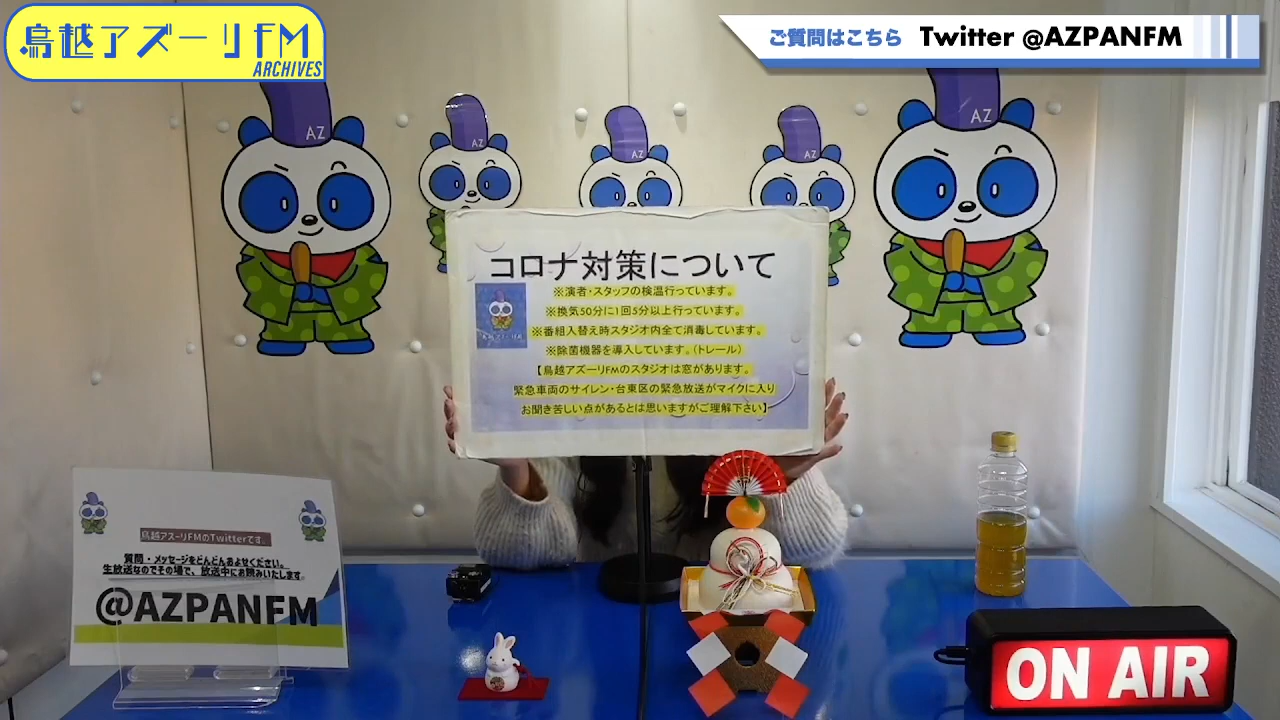 鳥越アズーリFM
ARCHIVES
ご質問はこちら Twitter @AZPANFM
AZ
AZ
AZ
AZ
AZ
コロナ対策について
※演者・スタッフの検温行っています。
※換気50分に1回5分以上行っています。
※番組入替え時スタジオ内全て消毒しています。
※除菌機器を導入しています。(トレール)
【鳥越アズーリFMのスタジオは窓があります。
緊急車両のサイレン・台東区の緊急放送がマイクに入り
お聞き苦しい点があるとは思いますがご理解下さい】
鳥越アズーリFMのTwitterです。
質問・メッセージをどんどんおよせください。
生放送なのでその場で、放送中にお読みいたします。
@AZPANFM
ON AIR